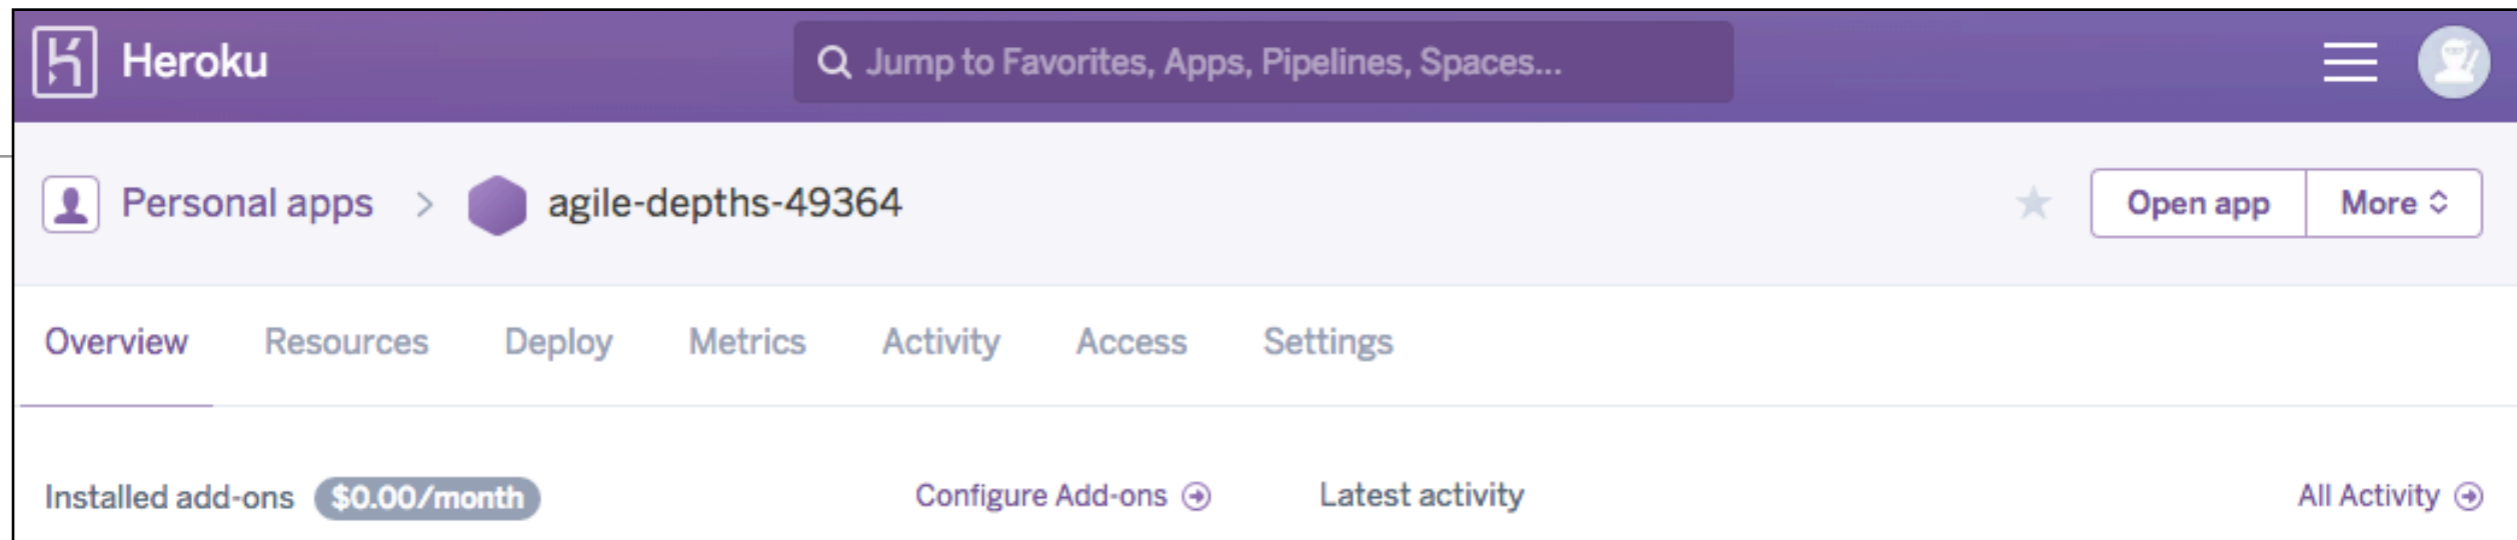 Heroku Jump to Favorites, Apps, Pipelines, Spaces...
Personal apps > agile-depths-49364 Open app More
Overview Resources Deploy Metrics Activity Access Settings
Installed add-ons $0.00/month Configure Add-ons Latest activity All Activity